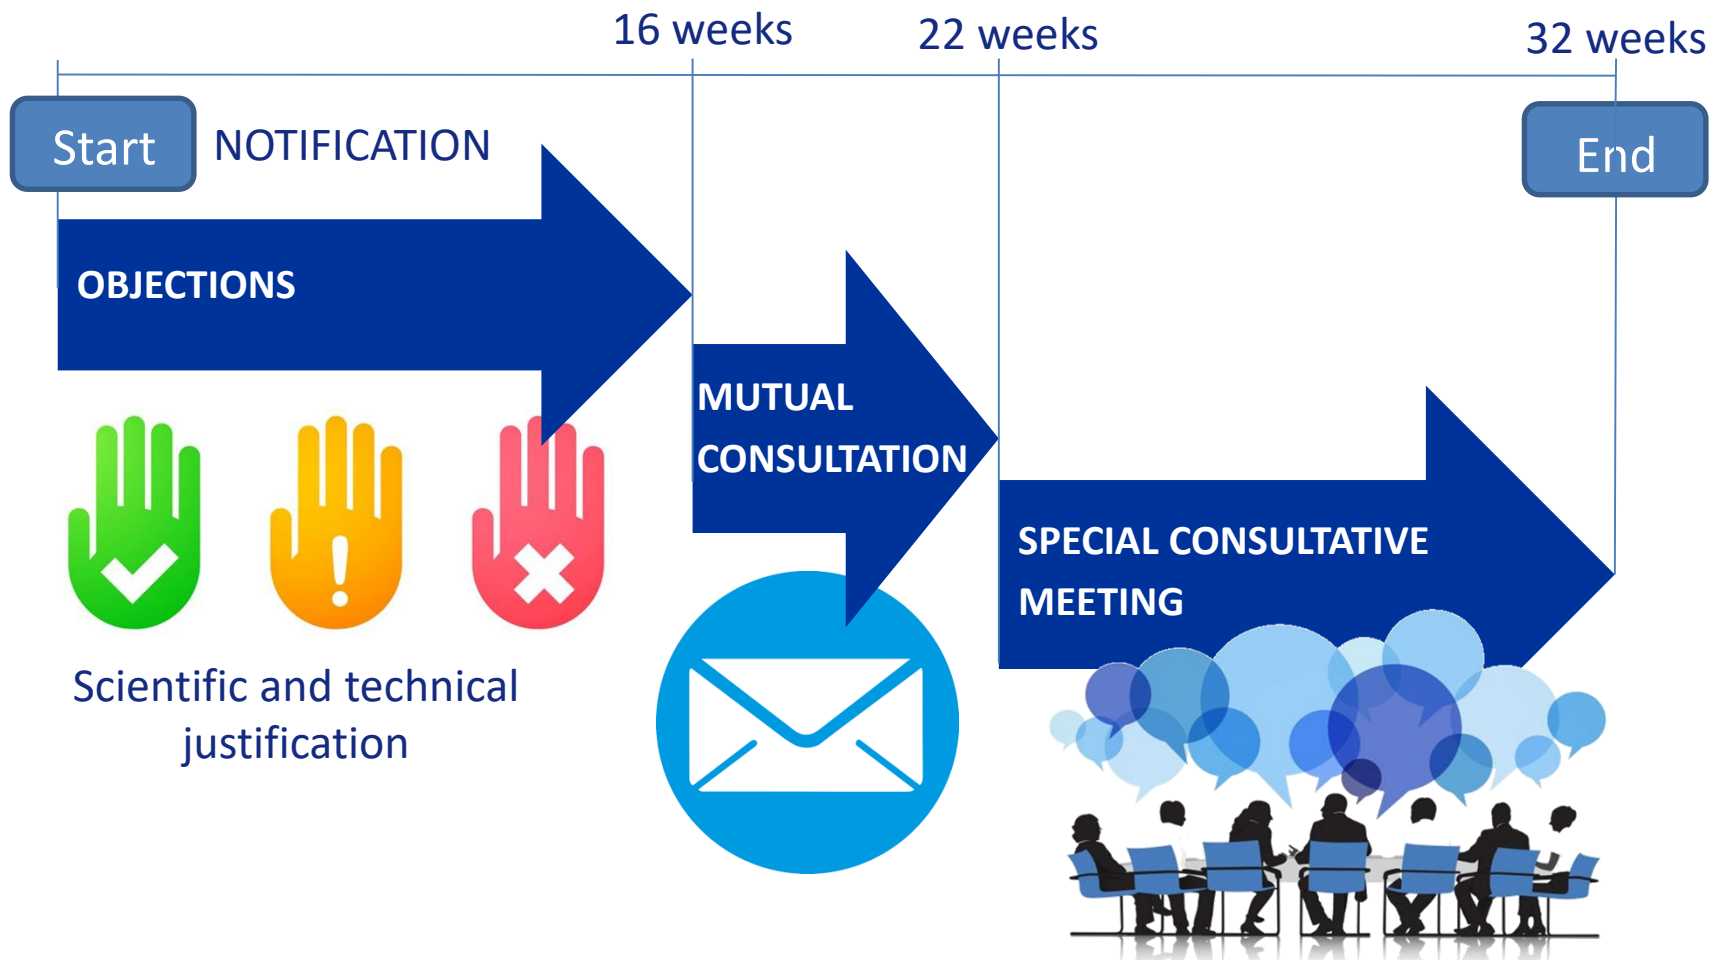 16 weeks
22 weeks
32 weeks
Start
NOTIFICATION
End
OBJECTIONS
MUTUAL
CONSULTATION
SPECIAL CONSULTATIVE
MEETING
Scientific and technical
justification